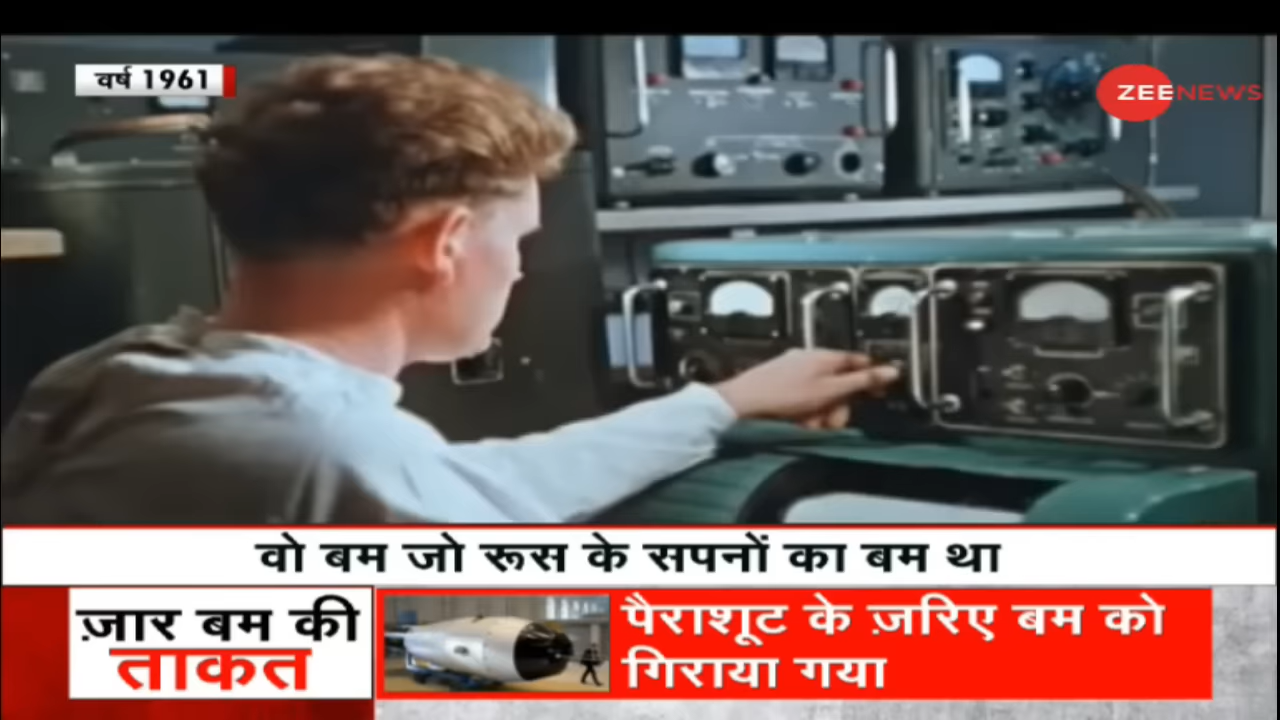 वर्ष 1961
ZEENEWS
वो बम जो रूस के सपनों का बम था
ज़ार बम की
ताकत
पैराशूट के ज़रिए बम को
गिराया गया